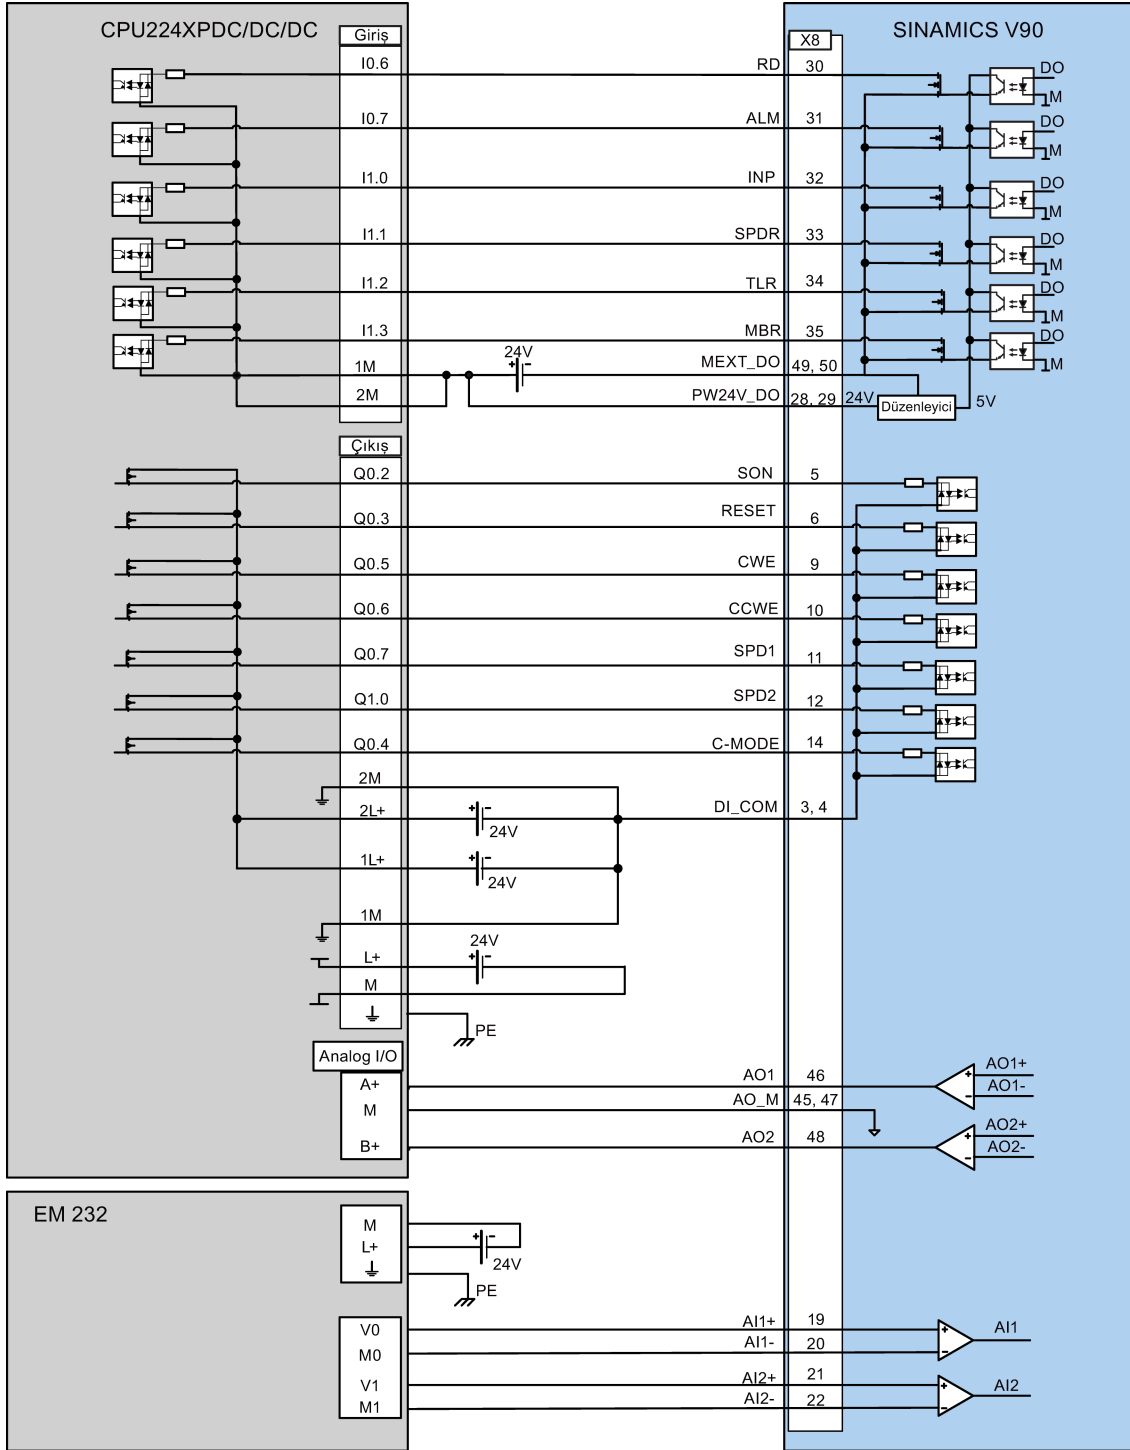 CPU224XPDC/DC/DC
SINAMICS V90
Giriş
X8
I0.6
RD
30
DO
M
I0.7
ALM
31
DO
M
I1.0
INP
32
DO
M
I1.1
SPDR
33
DO
M
I1.2
TLR
34
DO
M
I1.3
MBR
35
DO
M
24V
+ -
1M
MEXT_DO
49, 50
2M
PW24V_DO
28, 29
24V
Düzenleyici
5V
Çıkış
Q0.2
SON
5
Q0.3
RESET
6
Q0.5
CWE
9
Q0.6
CCWE
10
Q0.7
SPD1
11
Q1.0
SPD2
12
Q0.4
C-MODE
14
2M
2L+
+ -
24V
DI_COM
3, 4
1L+
+ -
24V
1M
24V
L+
+ -
M
PE
Analog I/O
A+
AO1
46
+
-
AO1+
AO1-
M
AO_M
45, 47
B+
AO2
48
+
-
AO2+
AO2-
EM 232
M
L+
+ -
24V
PE
V0
AI1+
19
+
AI1
M0
AI1-
20
-
V1
AI2+
21
+
AI2
M1
AI2-
22
-